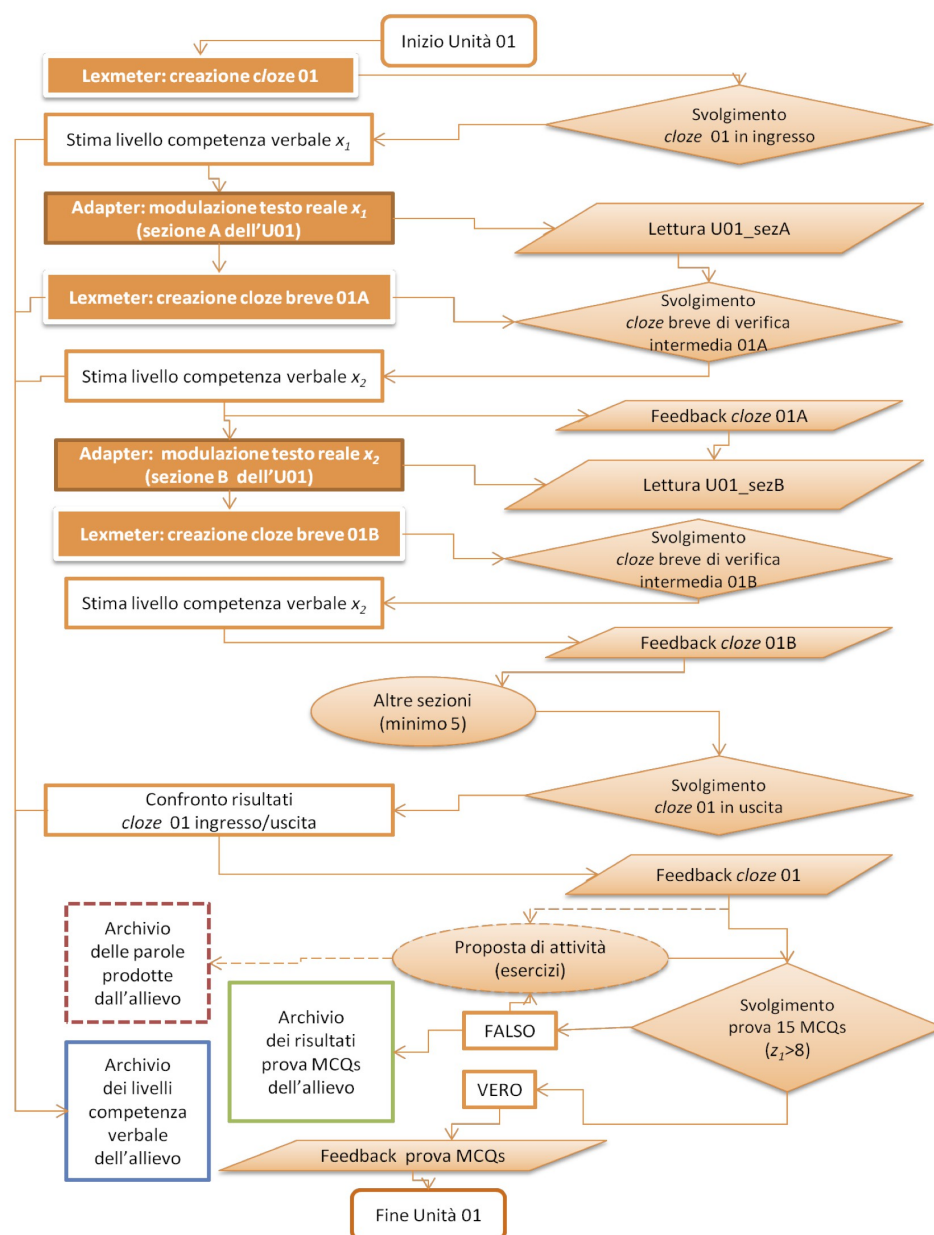 Inizio Unità 01
Lexmeter: creazione cloze 01
Svolgimento
cloze 01 in ingresso
Stima livello competenza verbale x1
Adapter: modulazione testo reale x1
(sezione A dell'U01)
Lettura U01_sezA
Lexmeter: creazione cloze breve 01A
Svolgimento
cloze breve di verifica
intermedia 01A
Stima livello competenza verbale x2
Feedback cloze 01A
Adapter: modulazione testo reale x2
(sezione B dell'U01)
Lettura U01_sezB
Lexmeter: creazione cloze breve 01B
Svolgimento
cloze breve di verifica
intermedia 01B
Stima livello competenza verbale x2
Feedback cloze 01B
Altre sezioni
(minimo 5)
Svolgimento
cloze 01 in uscita
Confronto risultati
cloze 01 ingresso/uscita
Feedback cloze 01
Archivio
delle parole
prodotte
dall'allievo
Proposta di attività
(esercizi)
Svolgimento
prova 15 MCQs
(z1>8)
Archivio
dei risultati
prova MCQs
dell'allievo
FALSO
Archivio
dei livelli
competenza
verbale
dell'allievo
VERO
Feedback prova MCQs
Fine Unità 01